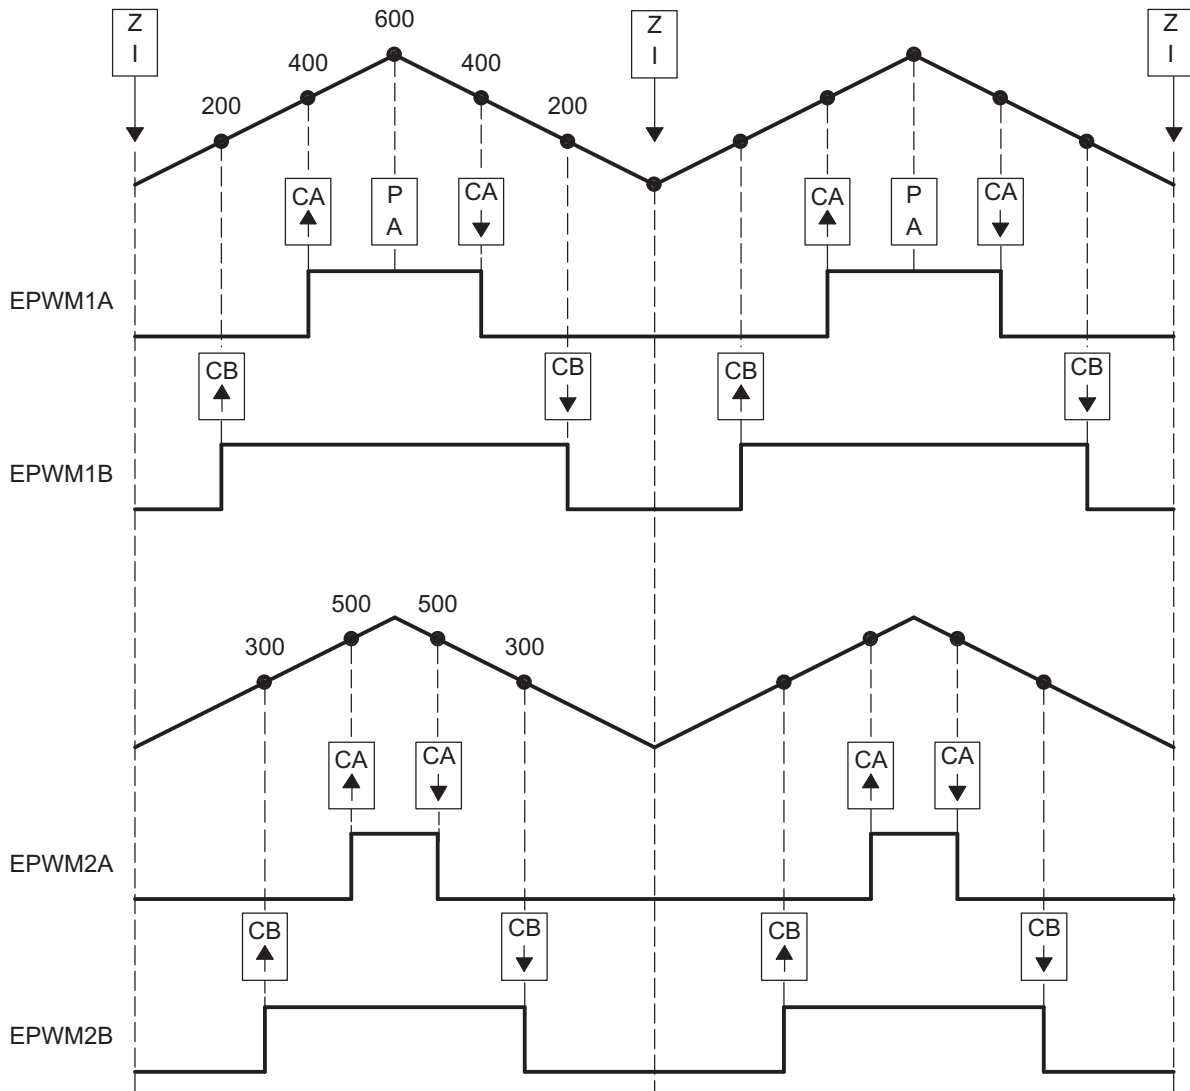 Z Z Z
I I I
600
400 400
200 200
CA P CA CA P CA
A A
EPWM1A
CB CB CB CB
EPWM1B
500 500
300 300
CA CA CA CA
EPWM2A
CB CB CB CB
EPWM2B